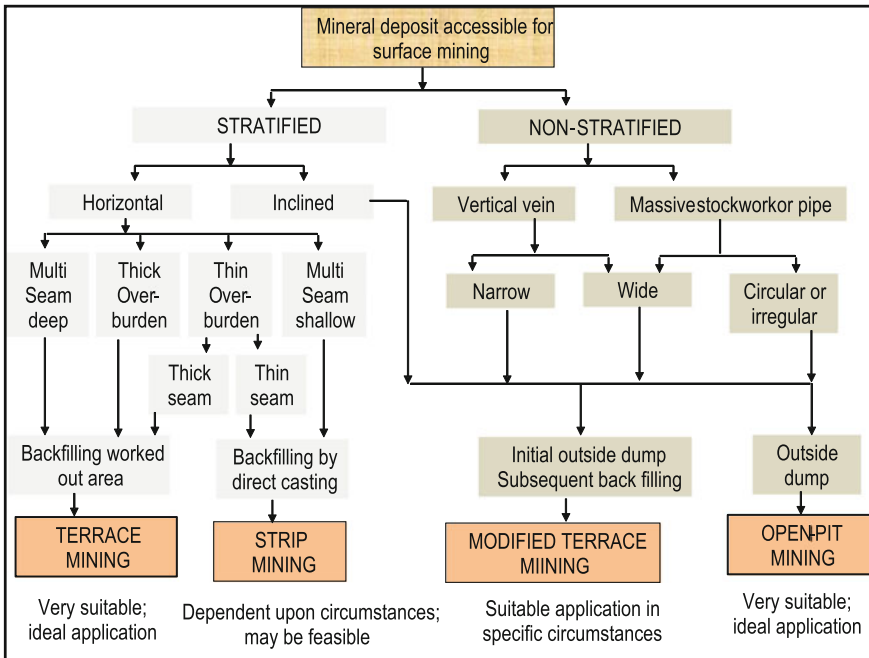 Mineral deposit accessible for
surface mining
STRATIFIED
NON-STRATIFIED
Horizontal
Inclined
Vertical vein
Massivestockworkor pipe
Multi
Seam
deep
Thick
Over-
burden
Thin
Over-
burden
Multi
Seam
shallow
Narrow
Wide
Circular or
irregular
Thick
seam
Thin
seam
Backfilling worked
out area
Backfilling by
direct casting
Initial outside dump
Subsequent back filling
Outside
dump
TERRACE
MINING
STRIP
MINING
MODIFIED TERRACE
MIINING
OPEN-PIT
MINING
Very suitable;
ideal application
Dependent upon circumstances;
may be feasible
Suitable application in
specific circumstances
Very suitable;
ideal application